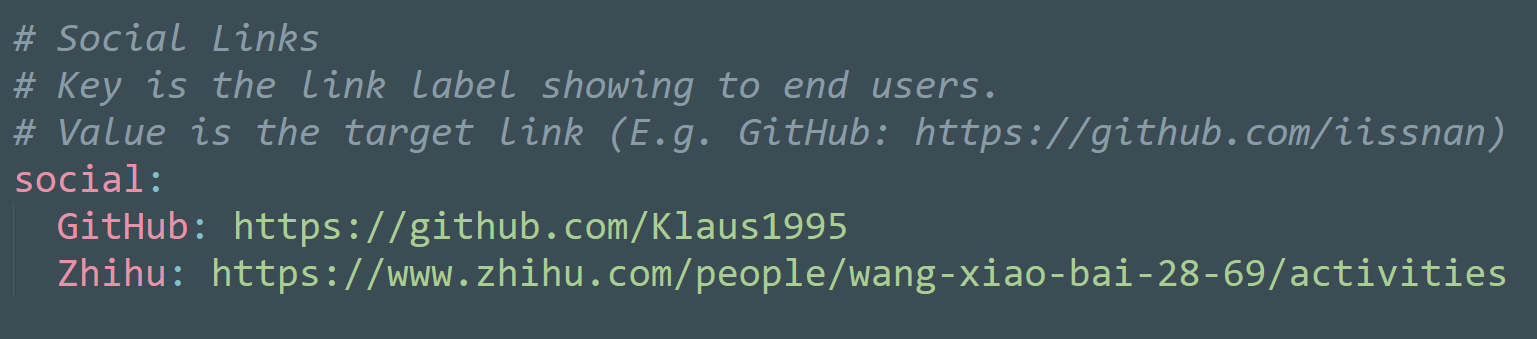 # Social Links
# Key is the link label showing to end users.
# Value is the target link (E.g. GitHub: https://github.com/iissnan)
social:
  GitHub: https://github.com/Klaus1995
  Zhihu: https://www.zhihu.com/people/wang-xiao-bai-28-69/activities